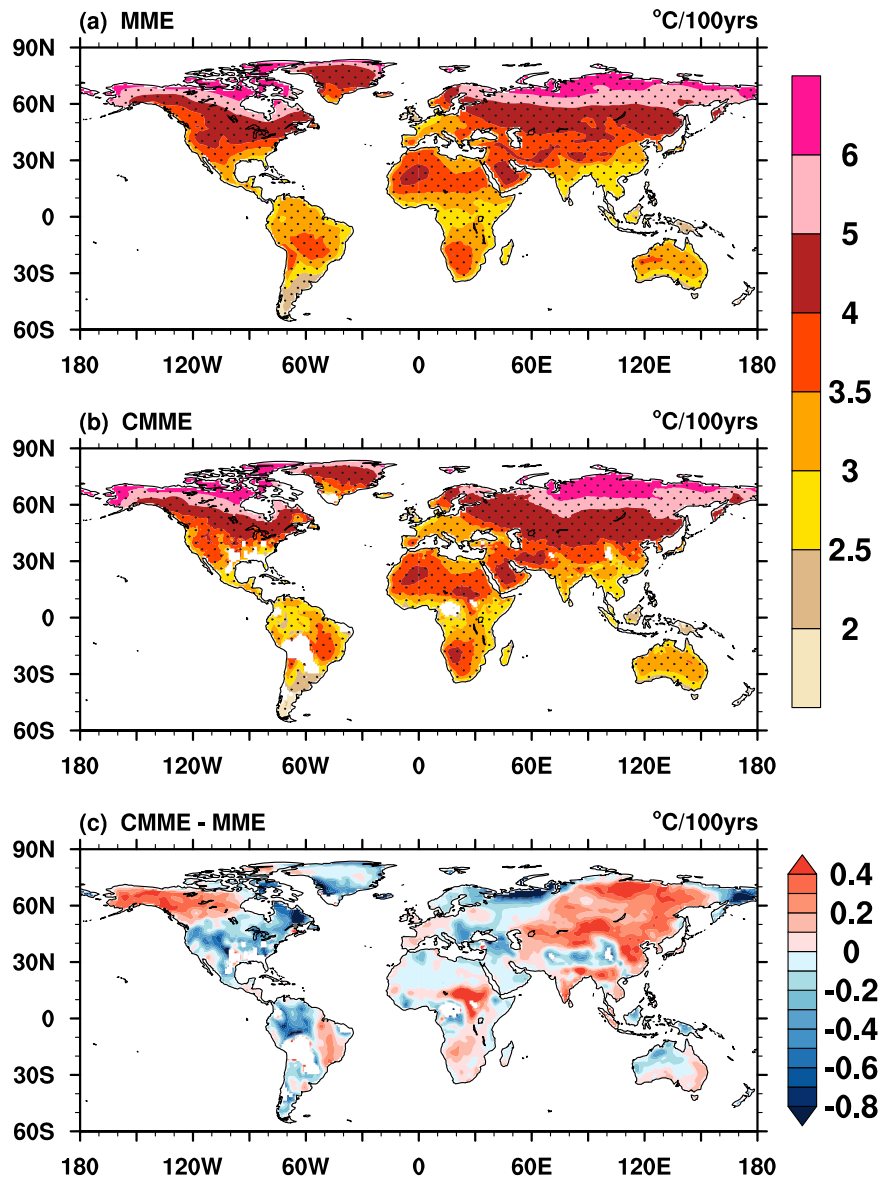 (a) MME °C/100yrs
90N
60N
30N
0
30S
60S
180 120W 60W 0 60E 120E 180
6
5
4
3.5
3
2.5
2
(b) CMME °C/100yrs
90N
60N
30N
0
30S
60S
180 120W 60W 0 60E 120E 180
(c) CMME - MME °C/100yrs
90N
60N
30N
0
30S
60S
180 120W 60W 0 60E 120E 180
0.4
0.2
0
-0.2
-0.4
-0.6
-0.8